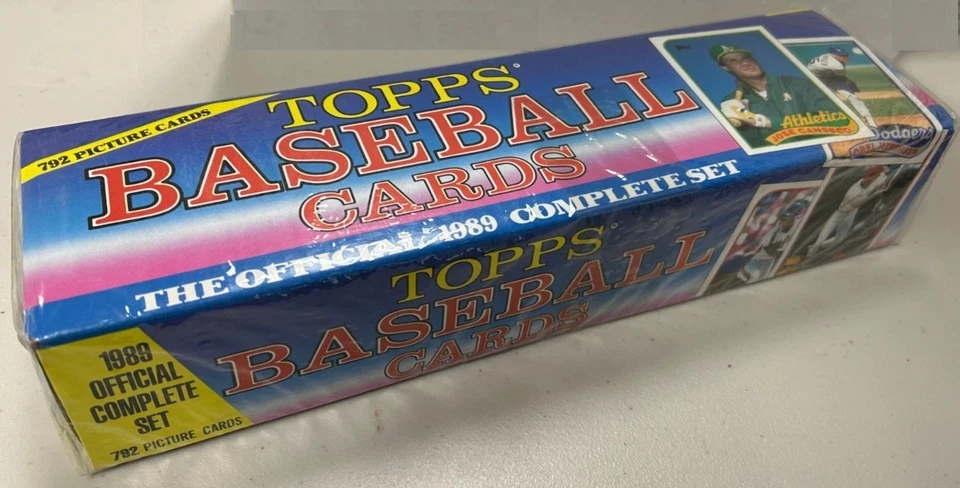 792 PICTURE CARDS
TOPPS
BASEBALL
CARDS
THE OFFICIAL 1989 COMPLETE SET
Topps
Athletics
JOSE CANSECO
Dodgers
TOPPS
BASEBALL
CARDS
1989
OFFICIAL
COMPLETE
SET
792 PICTURE CARDS